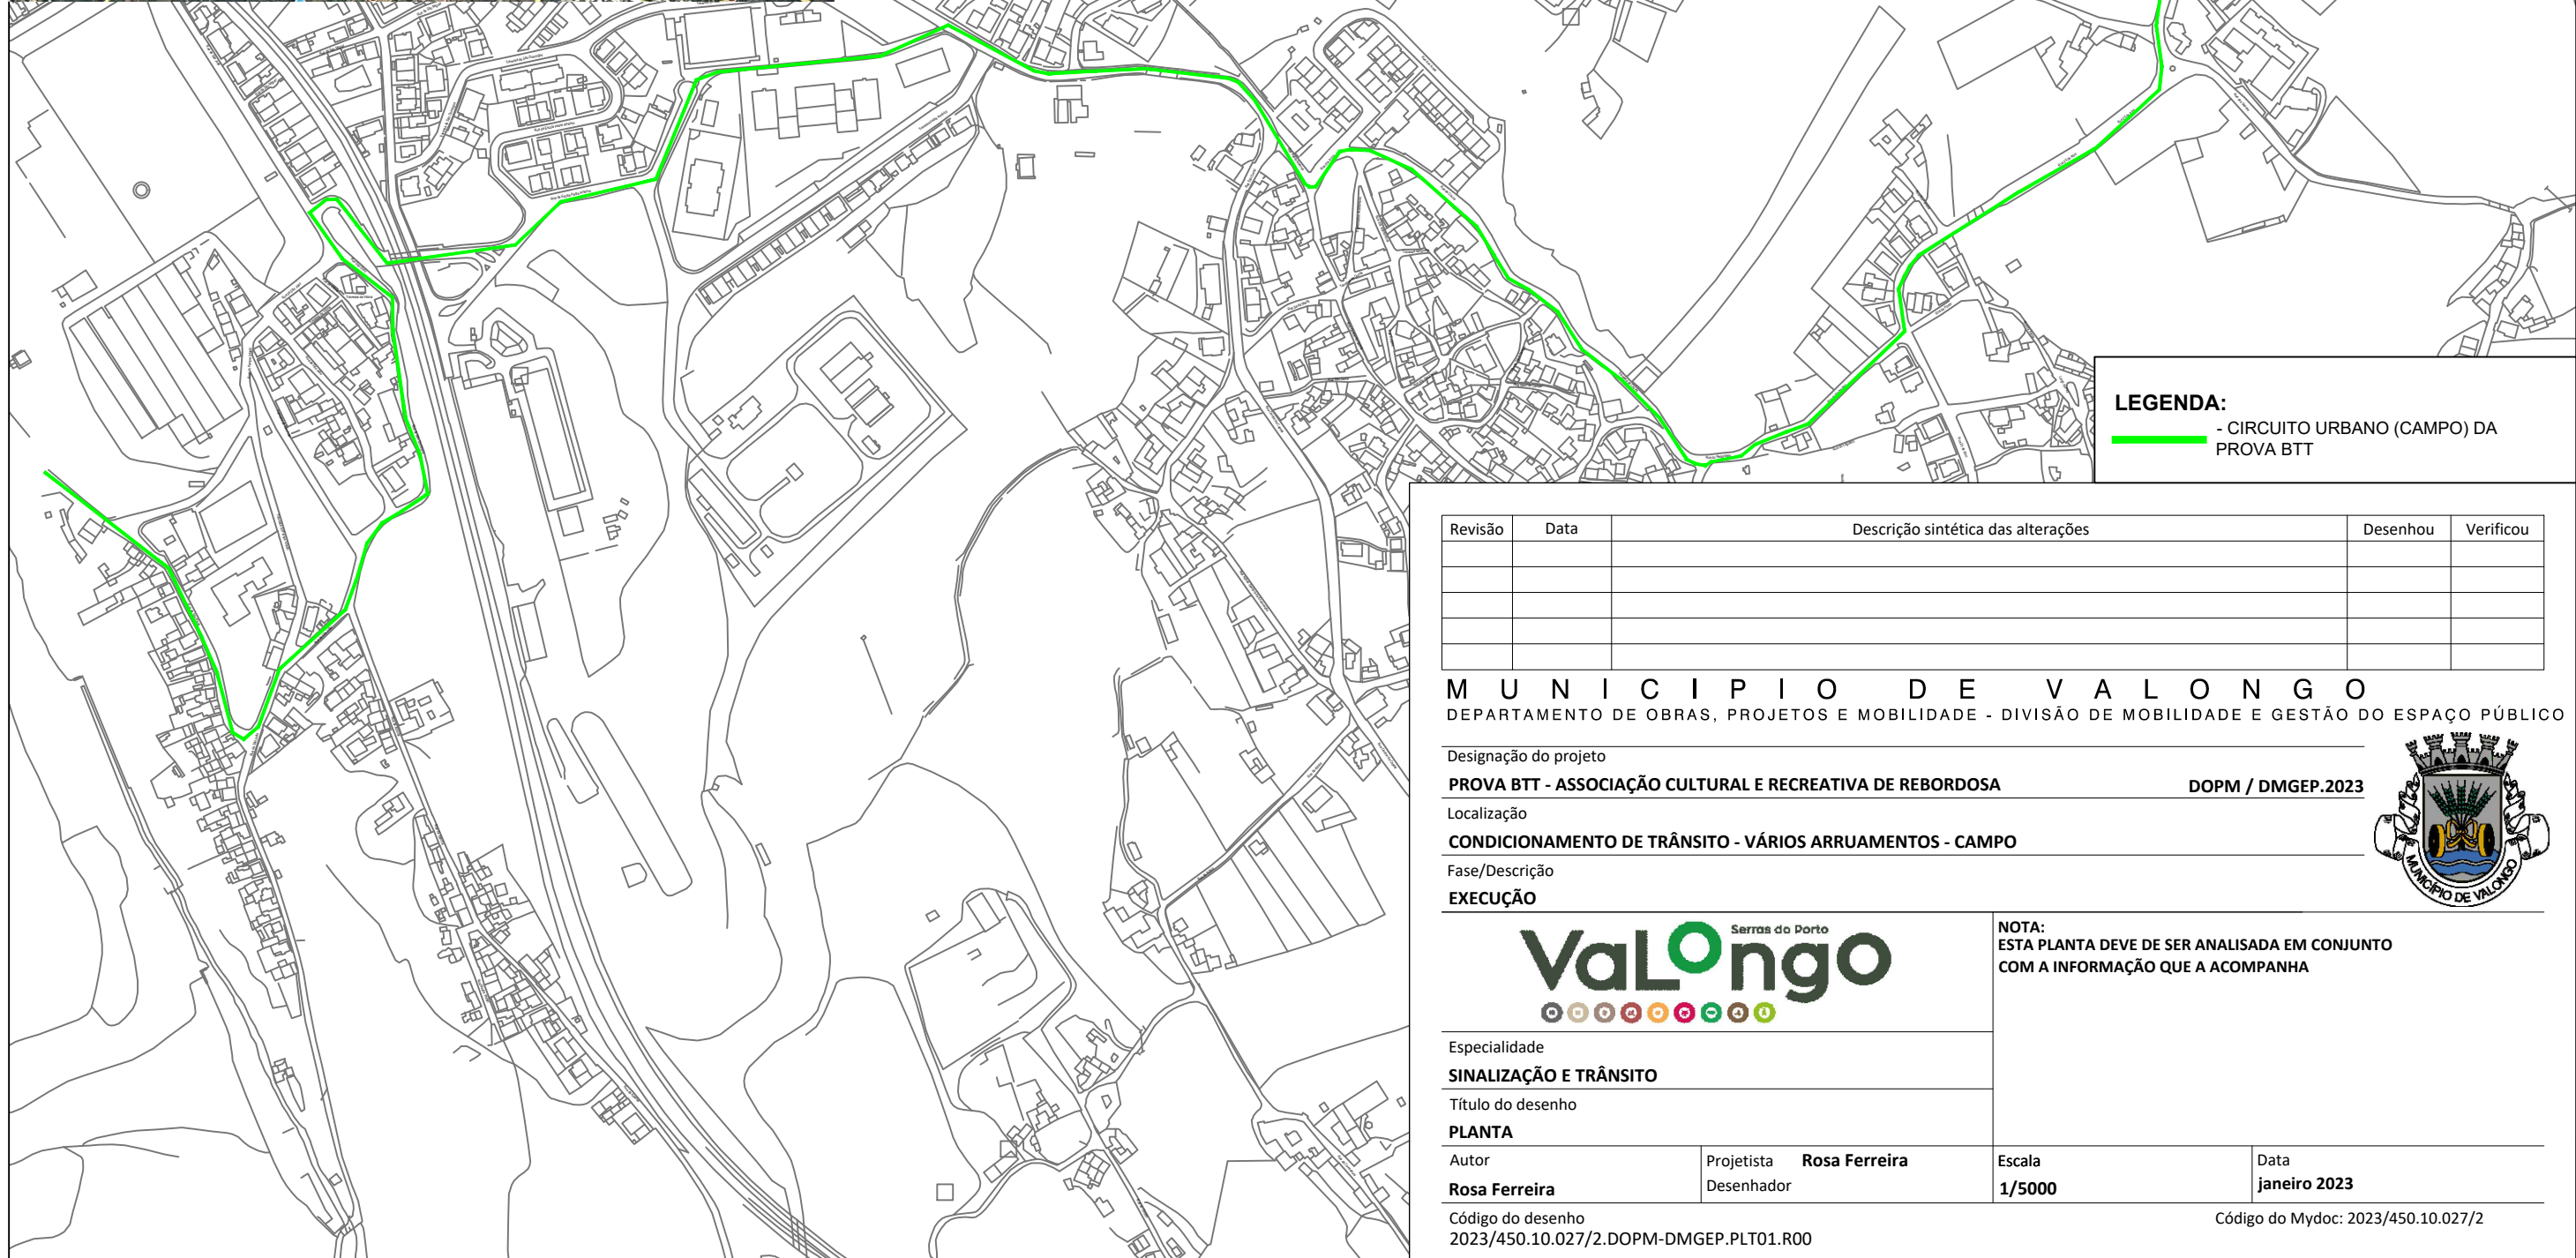 LEGENDA:
- CIRCUITO URBANO (CAMPO) DA
PROVA BTT
Revisão Data Descrição sintética das alterações Desenhou Verificou
MUNICIPIO DE VALONGO
DEPARTAMENTO DE OBRAS, PROJETOS E MOBILIDADE - DIVISÃO DE MOBILIDADE E GESTÃO DO ESPAÇO PÚBLICO
Designação do projeto
PROVA BTT - ASSOCIAÇÃO CULTURAL E RECREATIVA DE REBORDOSA DOPM / DMGEP.2023
Localização
CONDICIONAMENTO DE TRÂNSITO - VÁRIOS ARRUAMENTOS - CAMPO
Fase/Descrição
EXECUÇÃO
MUNICÍPIO DE VALONGO
Serras do Porto
VaLOngO
NOTA:
ESTA PLANTA DEVE DE SER ANALISADA EM CONJUNTO
COM A INFORMAÇÃO QUE A ACOMPANHA
Especialidade
SINALIZAÇÃO E TRÂNSITO
Título do desenho
PLANTA
Autor
Rosa Ferreira
Projetista Rosa Ferreira
Desenhador
Escala
1/5000
Data
janeiro 2023
Código do desenho
2023/450.10.027/2.DOPM-DMGEP.PLT01.R00
Código do Mydoc: 2023/450.10.027/2